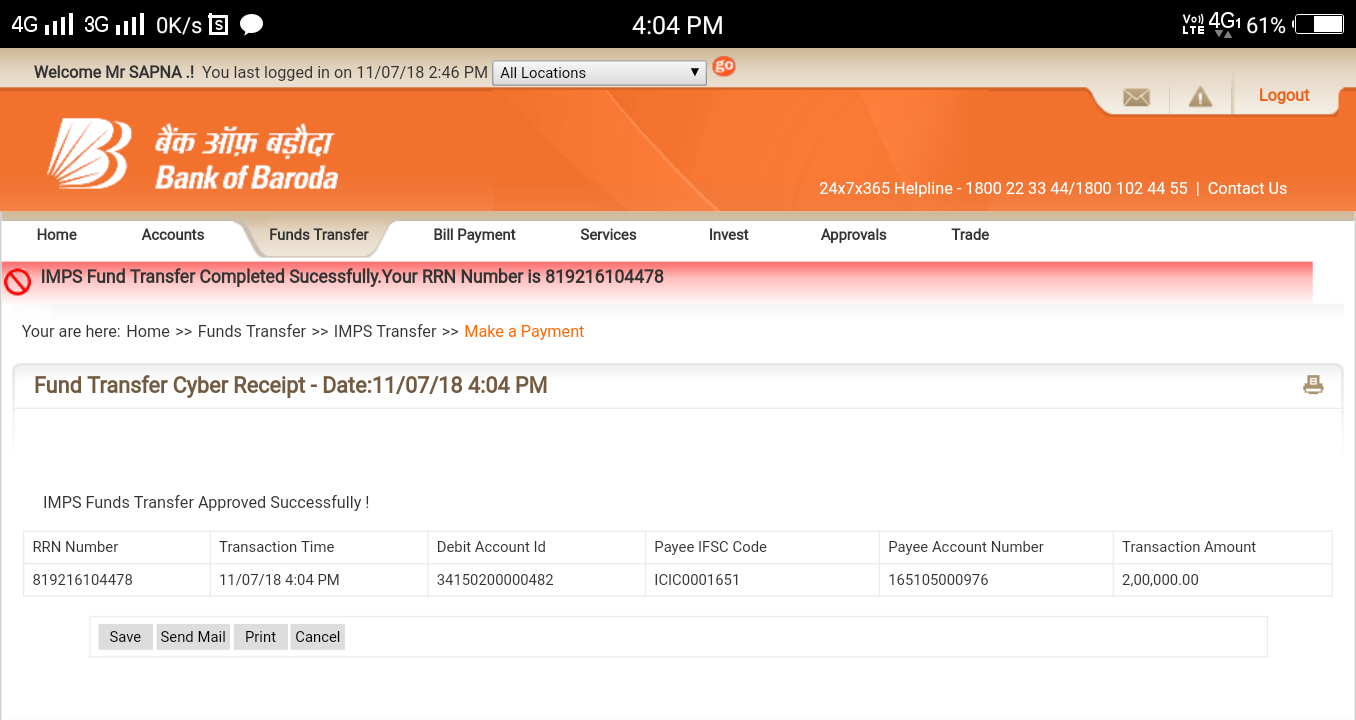 4G 3G 0K/s S 4:04 PM Vo)) LTE 4G1 61%
Welcome Mr SAPNA .! You last logged in on 11/07/18 2:46 PM All Locations go
Logout
बैंक ऑफ़ बड़ौदा
Bank of Baroda
24x7x365 Helpline - 1800 22 33 44/1800 102 44 55 | Contact Us
Home Accounts Funds Transfer Bill Payment Services Invest Approvals Trade
IMPS Fund Transfer Completed Sucessfully.Your RRN Number is 819216104478
Your are here: Home >> Funds Transfer >> IMPS Transfer >> Make a Payment
Fund Transfer Cyber Receipt - Date:11/07/18 4:04 PM
IMPS Funds Transfer Approved Successfully !
RRN Number Transaction Time Debit Account Id Payee IFSC Code Payee Account Number Transaction Amount
819216104478 11/07/18 4:04 PM 34150200000482 ICIC0001651 165105000976 2,00,000.00
Save Send Mail Print Cancel